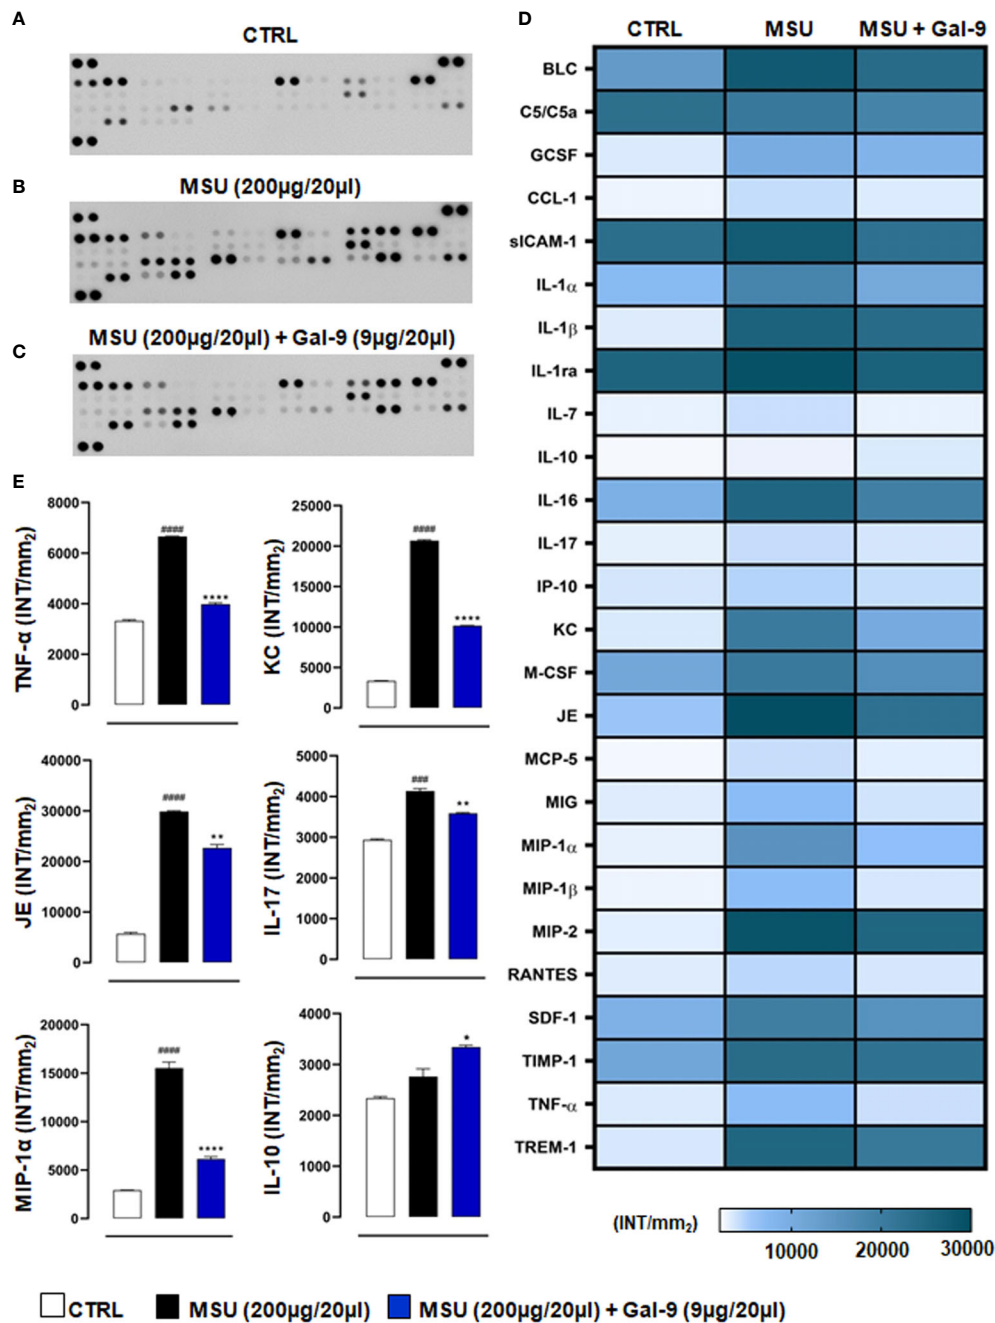 A
CTRL
B
MSU (200µg/20µl)
C
MSU (200µg/20µl) + Gal-9 (9µg/20µl)
D
CTRL MSU MSU + Gal-9
BLC
C5/C5a
GCSF
CCL-1
sICAM-1
IL-1α
IL-1β
IL-1ra
IL-7
IL-10
IL-16
IL-17
IP-10
KC
M-CSF
JE
MCP-5
MIG
MIP-1α
MIP-1β
MIP-2
RANTES
SDF-1
TIMP-1
TNF-α
TREM-1
(INT/mm2)
10000 20000 30000
E
TNF-α (INT/mm2)
8000
6000
4000
2000
0
####
****
KC (INT/mm2)
25000
20000
15000
10000
5000
0
####
****
JE (INT/mm2)
40000
30000
20000
10000
0
####
**
IL-17 (INT/mm2)
5000
4000
3000
2000
1000
0
###
**
MIP-1α (INT/mm2)
20000
15000
10000
5000
0
####
****
IL-10 (INT/mm2)
4000
3000
2000
1000
0
*
CTRL MSU (200µg/20µl) MSU (200µg/20µl) + Gal-9 (9µg/20µl)